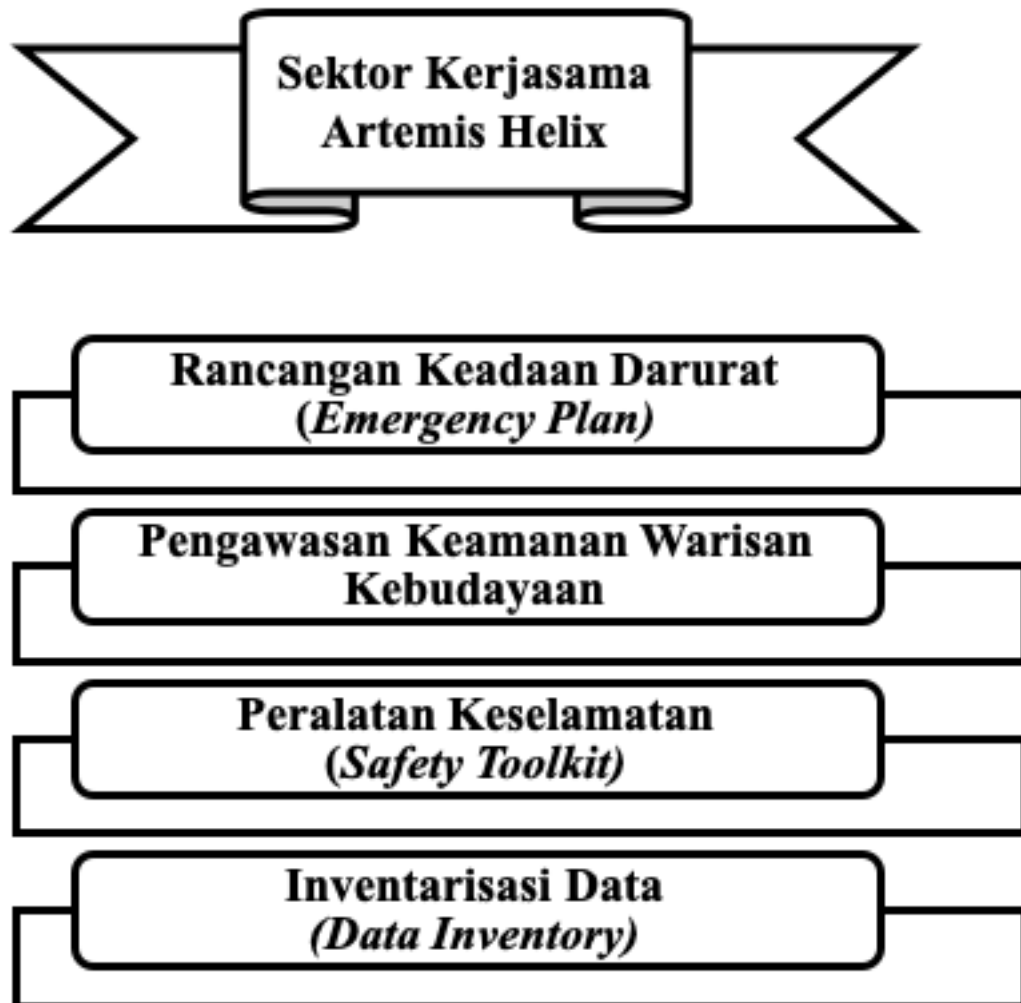 Sektor Kerjasama
Artemis Helix
Rancangan Keadaan Darurat
(Emergency Plan)
Pengawasan Keamanan Warisan
Kebudayaan
Peralatan Keselamatan
(Safety Toolkit)
Inventarisasi Data
(Data Inventory)